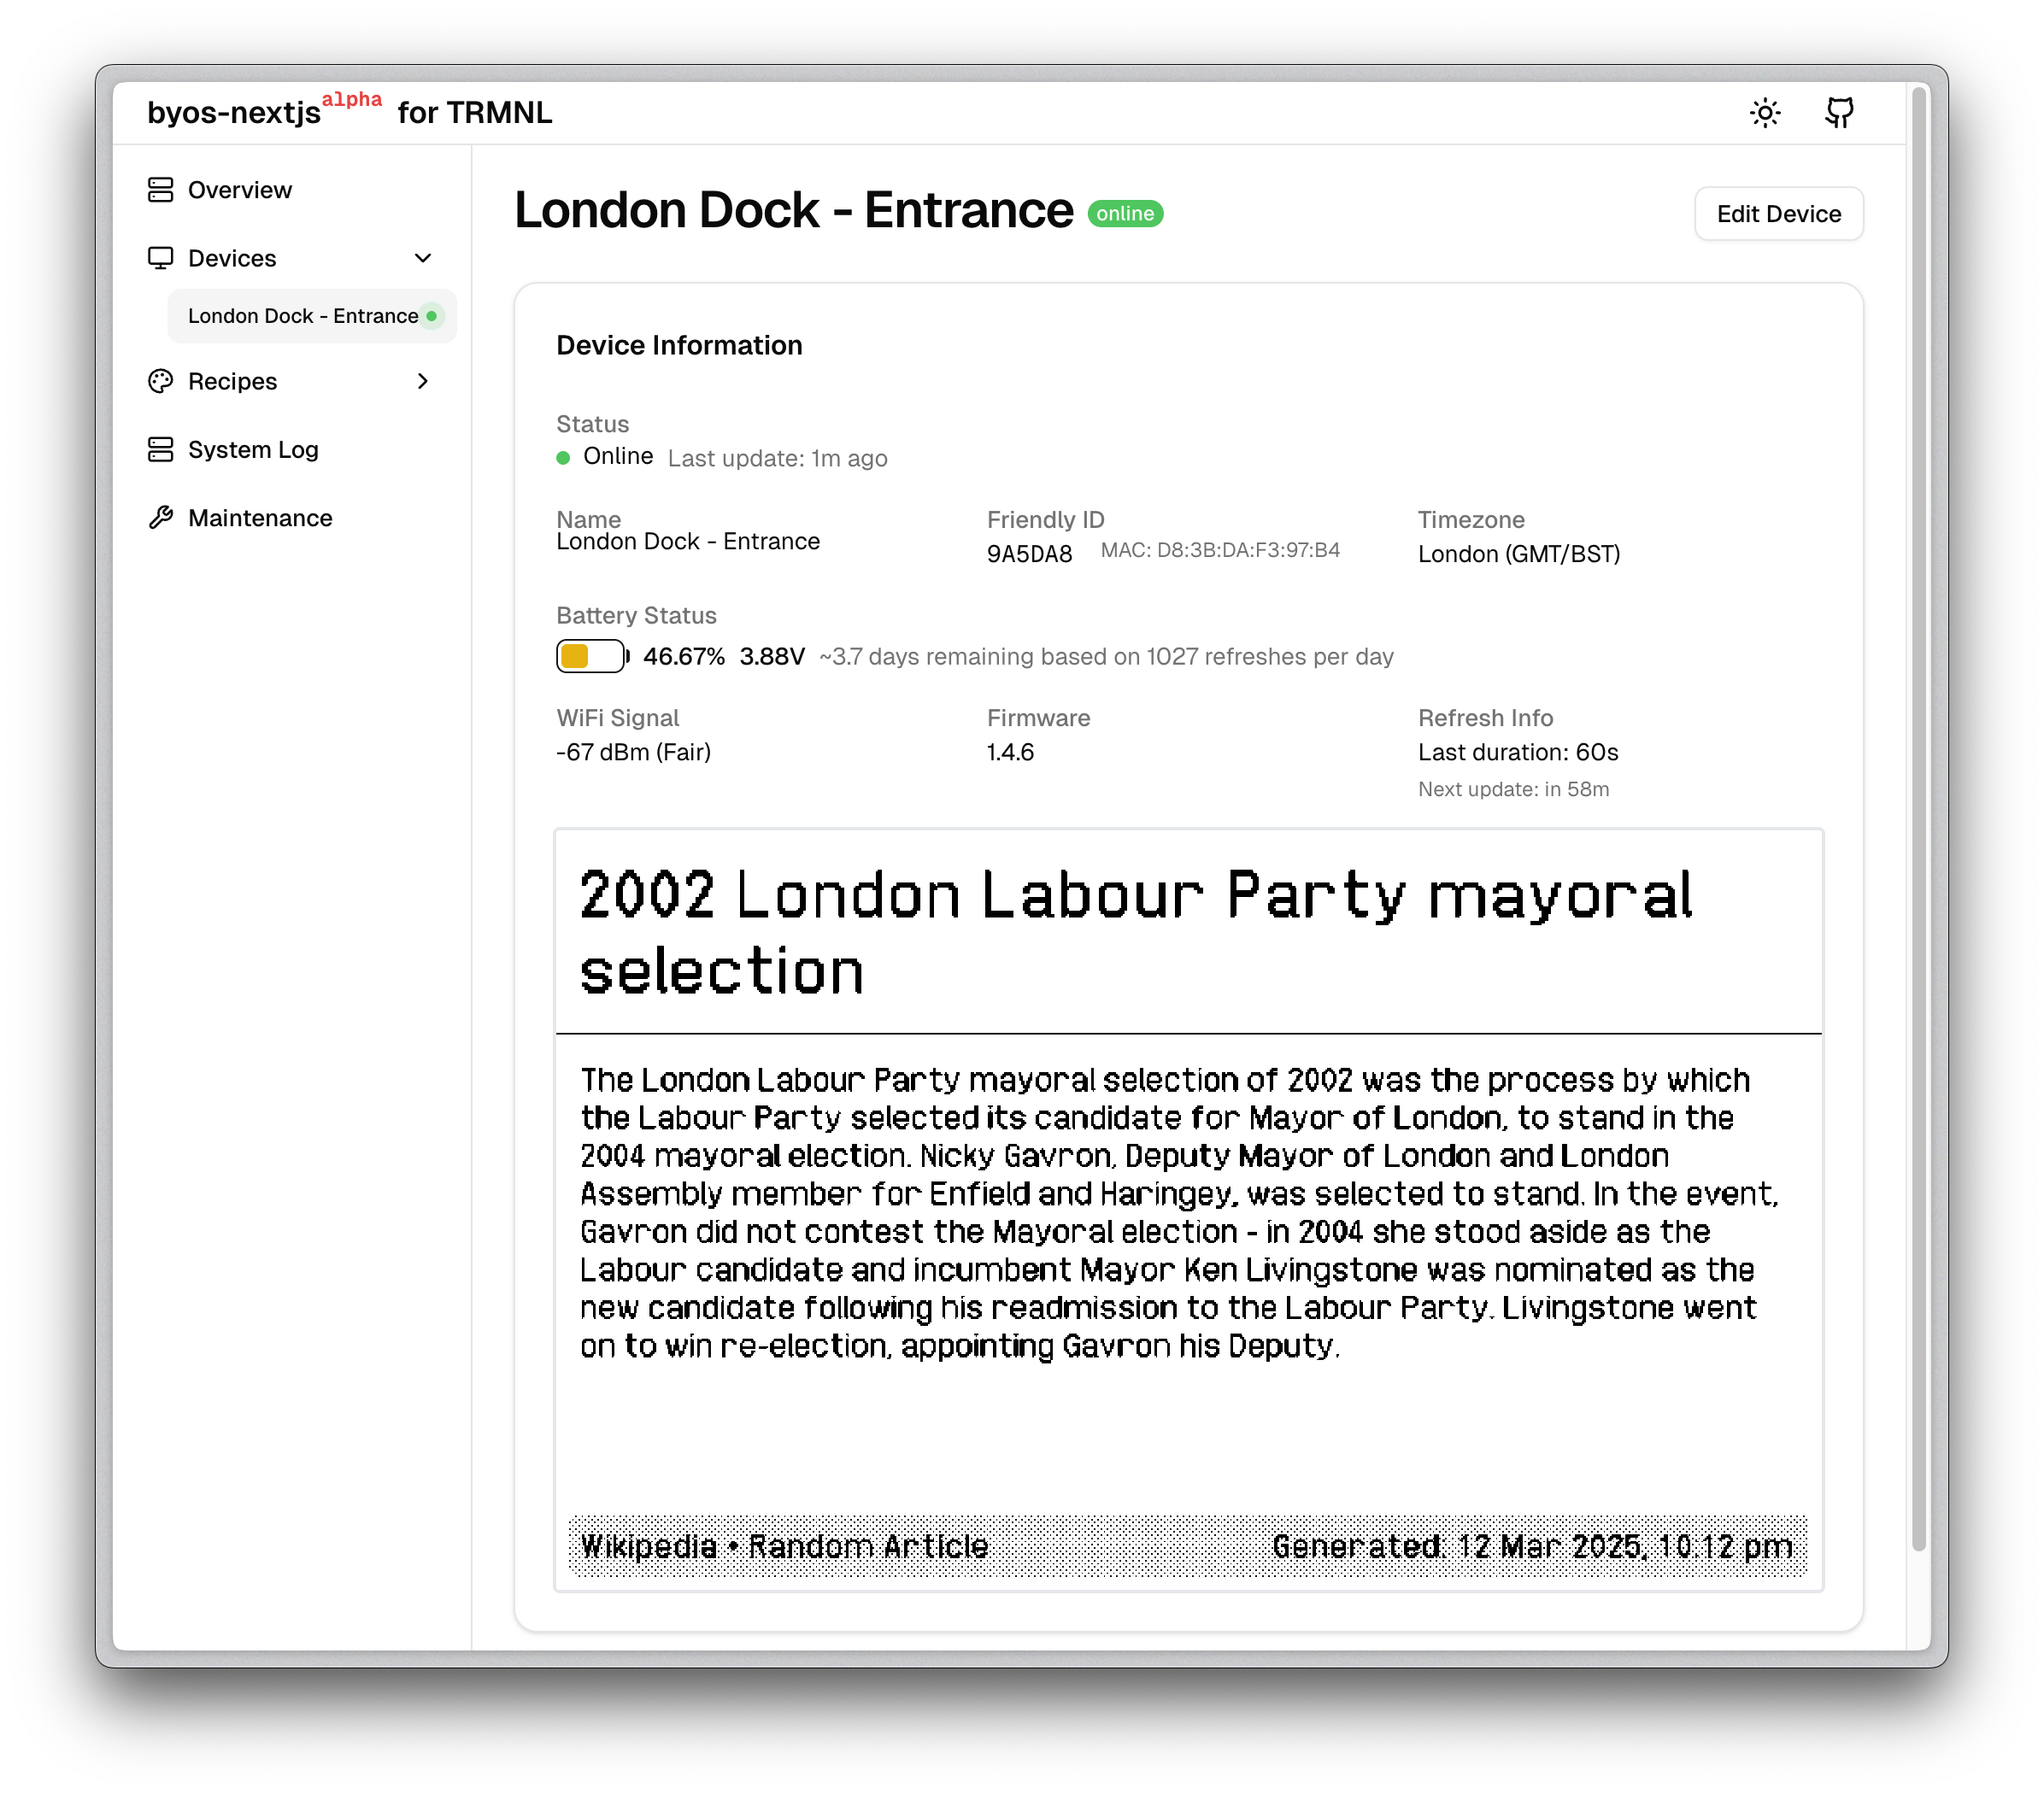 byos-nextjs alpha for TRMNL
Overview
Devices
London Dock - Entrance
Recipes
System Log
Maintenance
London Dock - Entrance online
Edit Device
Device Information
Status
Online Last update: 1m ago
Name
London Dock - Entrance
Friendly ID
9A5DA8 MAC: D8:3B:DA:F3:97:B4
Timezone
London (GMT/BST)
Battery Status
46.67% 3.88V ~3.7 days remaining based on 1027 refreshes per day
WiFi Signal
-67 dBm (Fair)
Firmware
1.4.6
Refresh Info
Last duration: 60s
Next update: in 58m
2002 London Labour Party mayoral
selection
The London Labour Party mayoral selection of 2002 was the process by which
the Labour Party selected its candidate for Mayor of London, to stand in the
2004 mayoral election. Nicky Gavron, Deputy Mayor of London and London
Assembly member for Enfield and Haringey, was selected to stand. In the event,
Gavron did not contest the Mayoral election - in 2004 she stood aside as the
Labour candidate and incumbent Mayor Ken Livingstone was nominated as the
new candidate following his readmission to the Labour Party. Livingstone went
on to win re-election, appointing Gavron his Deputy.
Wikipedia • Random Article
Generated: 12 Mar 2025, 10:12 pm